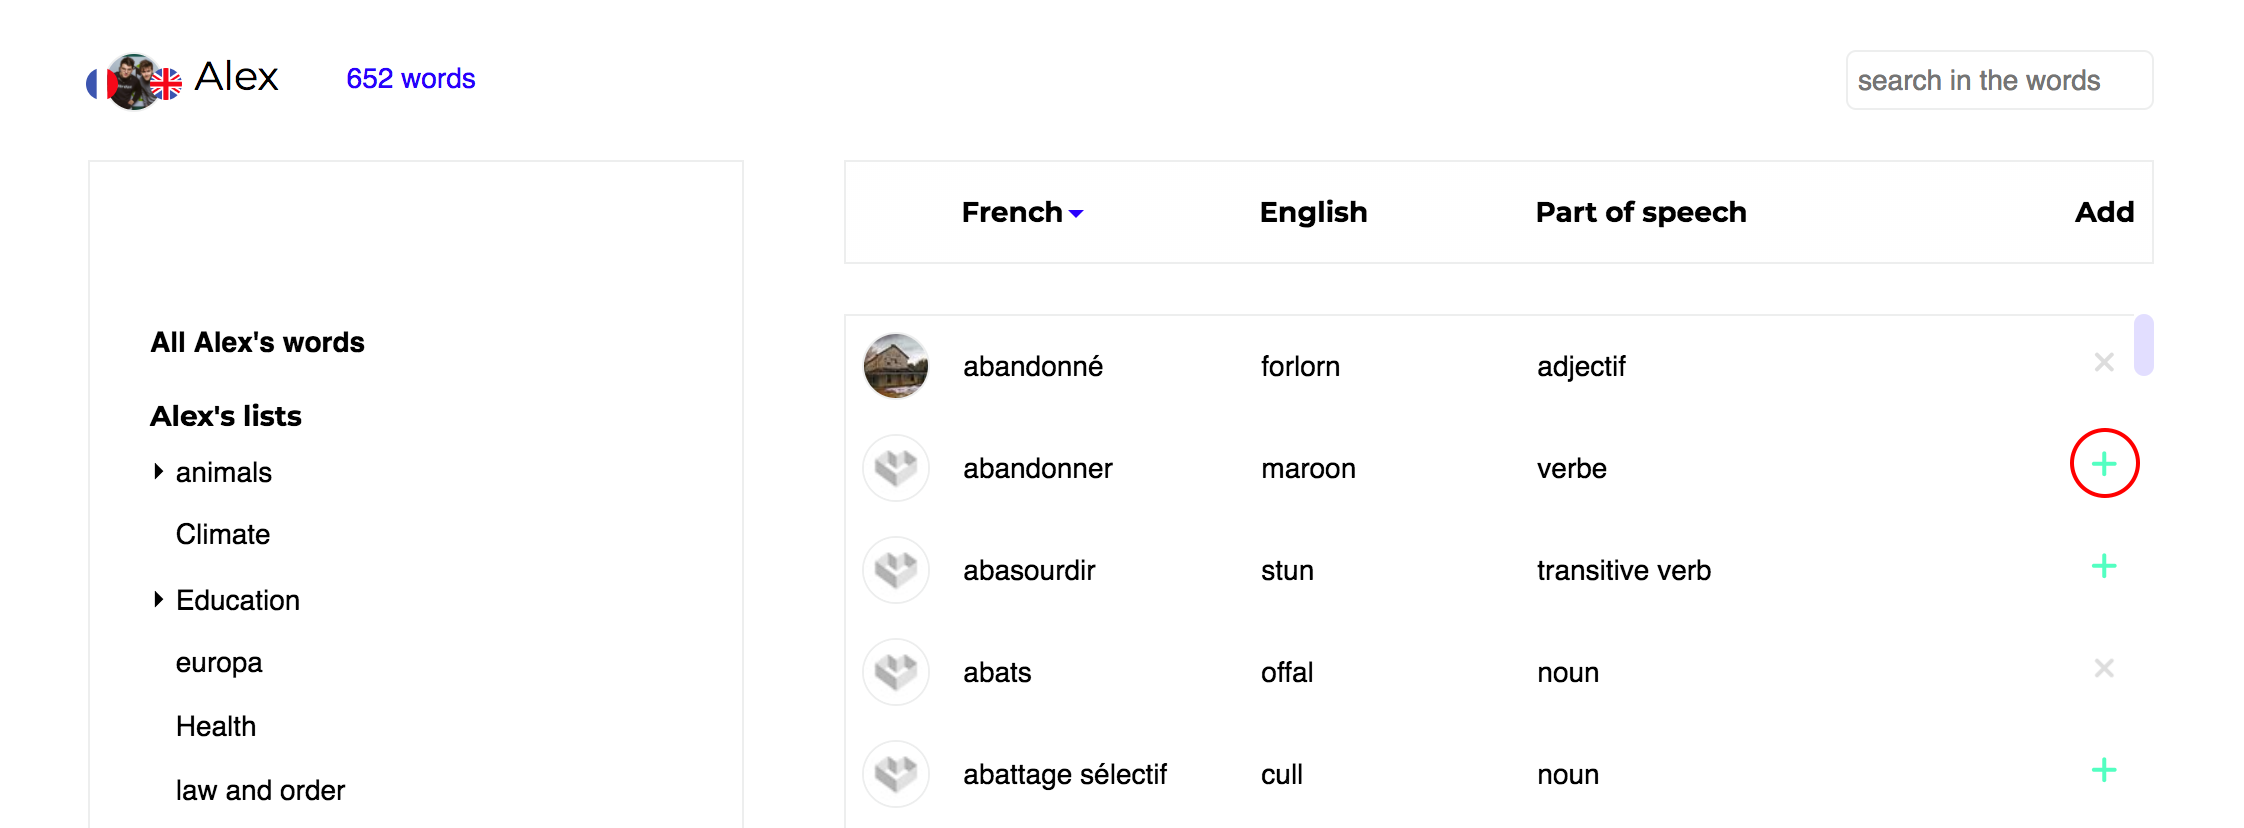 Alex 652 words
search in the words
All Alex's words
Alex's lists
animals
Climate
Education
europa
Health
law and order
French English Part of speech Add
abandonné forlorn adjectif
abandonner maroon verbe
abasourdir stun transitive verb
abats offal noun
abattage sélectif cull noun